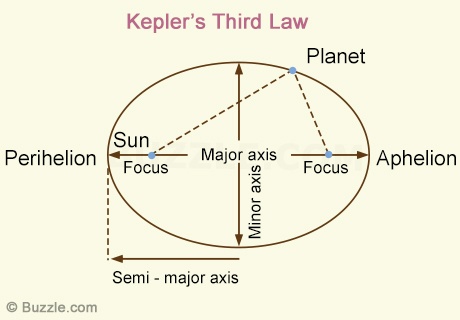 Kepler's Third Law
Planet
Sun
Perihelion
Focus
Major axis
Minor axis
Focus
Aphelion
Semi - major axis
© Buzzle.com